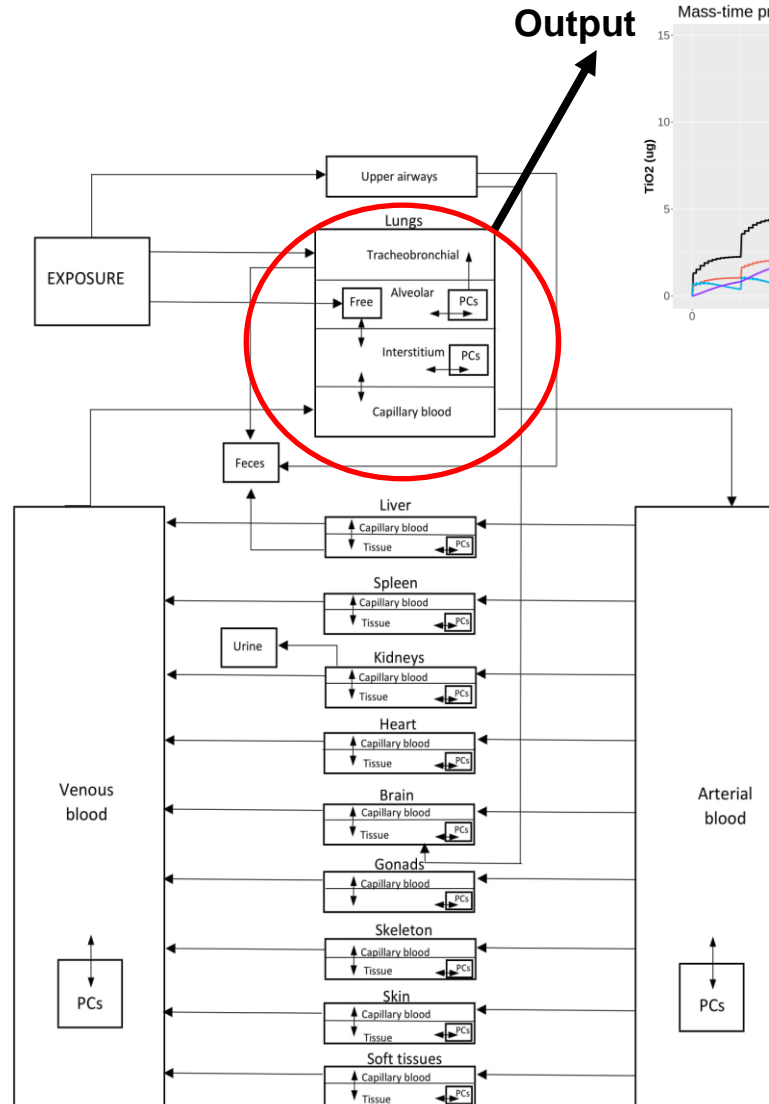 Output
Mass-time pr
15
10
5
0
0
TiO2 (ug)
Upper airways
Lungs
EXPOSURE
Tracheobronchial
Alveolar
Free
PCs
Interstitium
PCs
Capillary blood
Feces
Liver
Capillary blood
Tissue
PCs
Spleen
Capillary blood
Tissue
PCs
Urine
Kidneys
Capillary blood
Tissue
PCs
Heart
Capillary blood
Tissue
PCs
Venous
blood
Arterial
blood
Brain
Capillary blood
Tissue
PCs
Gonads
Capillary blood
PCs
Skeleton
Capillary blood
Tissue
PCs
PCs
PCs
Skin
Capillary blood
Tissue
PCs
Soft tissues
Capillary blood
Tissue
PCs